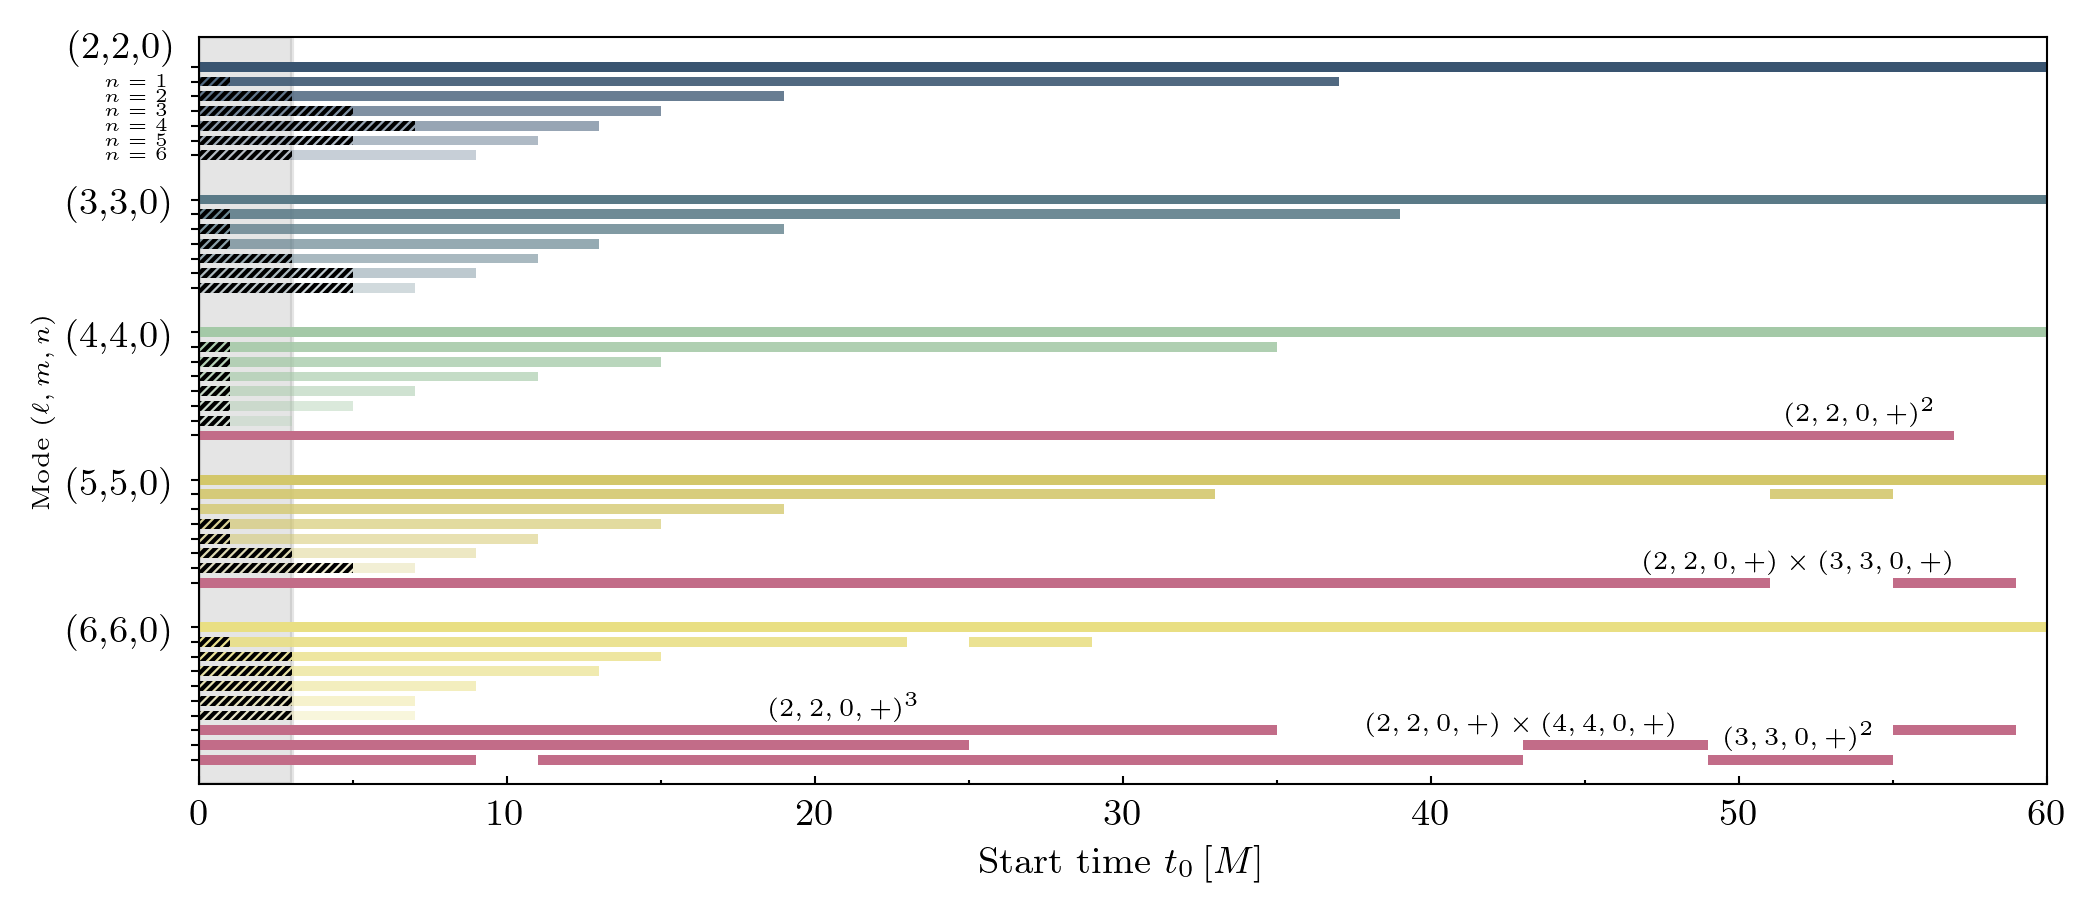 (2,2,0)
n = 1
n = 2
n = 3
n = 4
n = 5
n = 6
(3,3,0)
(4,4,0)
(2, 2, 0, +)²
Mode (ℓ, m, n)
(5,5,0)
(2, 2, 0, +) × (3, 3, 0, +)
(6,6,0)
(2, 2, 0, +)³
(2, 2, 0, +) × (4, 4, 0, +)
(3, 3, 0, +)²
0 10 20 30 40 50 60
Start time t₀ [M]